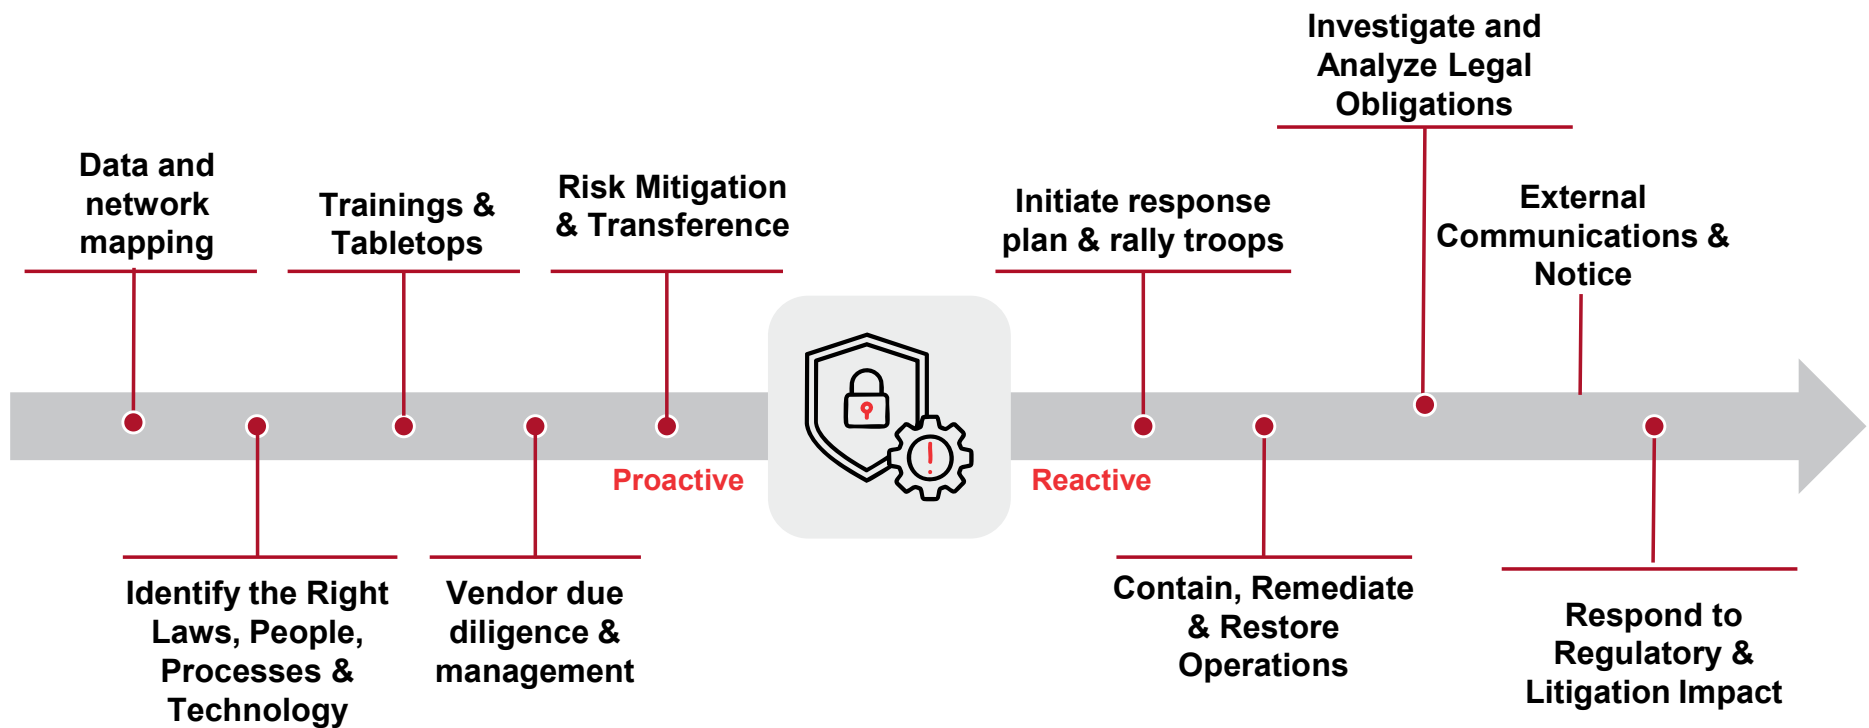 Data and
network
mapping
Identify the Right
Laws, People,
Processes &
Technology
Trainings &
Tabletops
Vendor due
diligence &
management
Risk Mitigation
& Transference
Proactive
!
Reactive
Initiate response
plan & rally troops
Contain, Remediate
& Restore
Operations
Investigate and
Analyze Legal
Obligations
External
Communications &
Notice
Respond to
Regulatory &
Litigation Impact